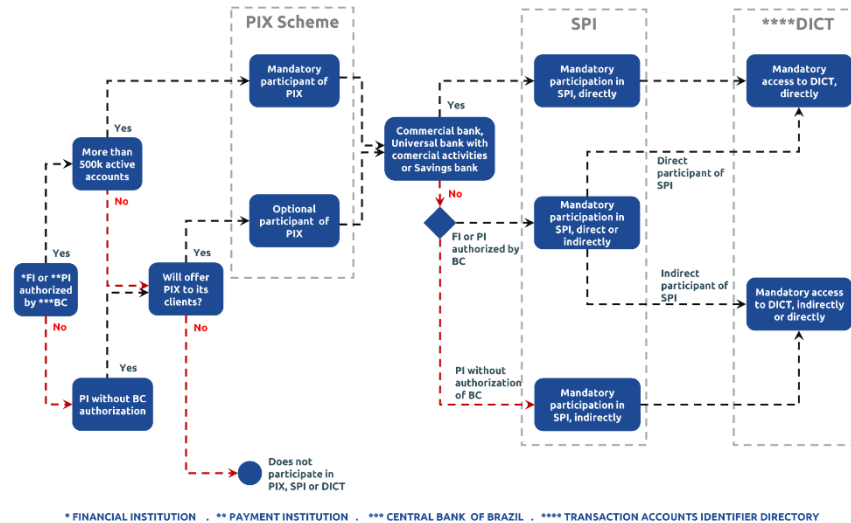 PIX Scheme
SPI
****DICT
Mandatory
participant of
PIX
Yes
Mandatory
participation in
SPI, directly
Mandatory
access to DICT,
directly
Yes
More than
500k active
accounts
Commercial bank,
Universal bank with
comercial activities
or Savings bank
No
No
Direct
participant of
SPI
Optional
participant of
PIX
Mandatory
participation in
SPI, direct or
indirectly
FI or PI
authorized by
BC
Yes
Yes
*FI or **PI
authorized
by ***BC
Will offer
PIX to its
clients?
Indirect
participant of
SPI
Mandatory access
to DICT, indirectly
or directly
No
No
Yes
PI without BC
authorization
PI without
authorization
of BC
Mandatory
participation in
SPI, indirectly
Does not
participate in
PIX, SPI or DICT
* FINANCIAL INSTITUTION . ** PAYMENT INSTITUTION . *** CENTRAL BANK OF BRAZIL . **** TRANSACTION ACCOUNTS IDENTIFIER DIRECTORY